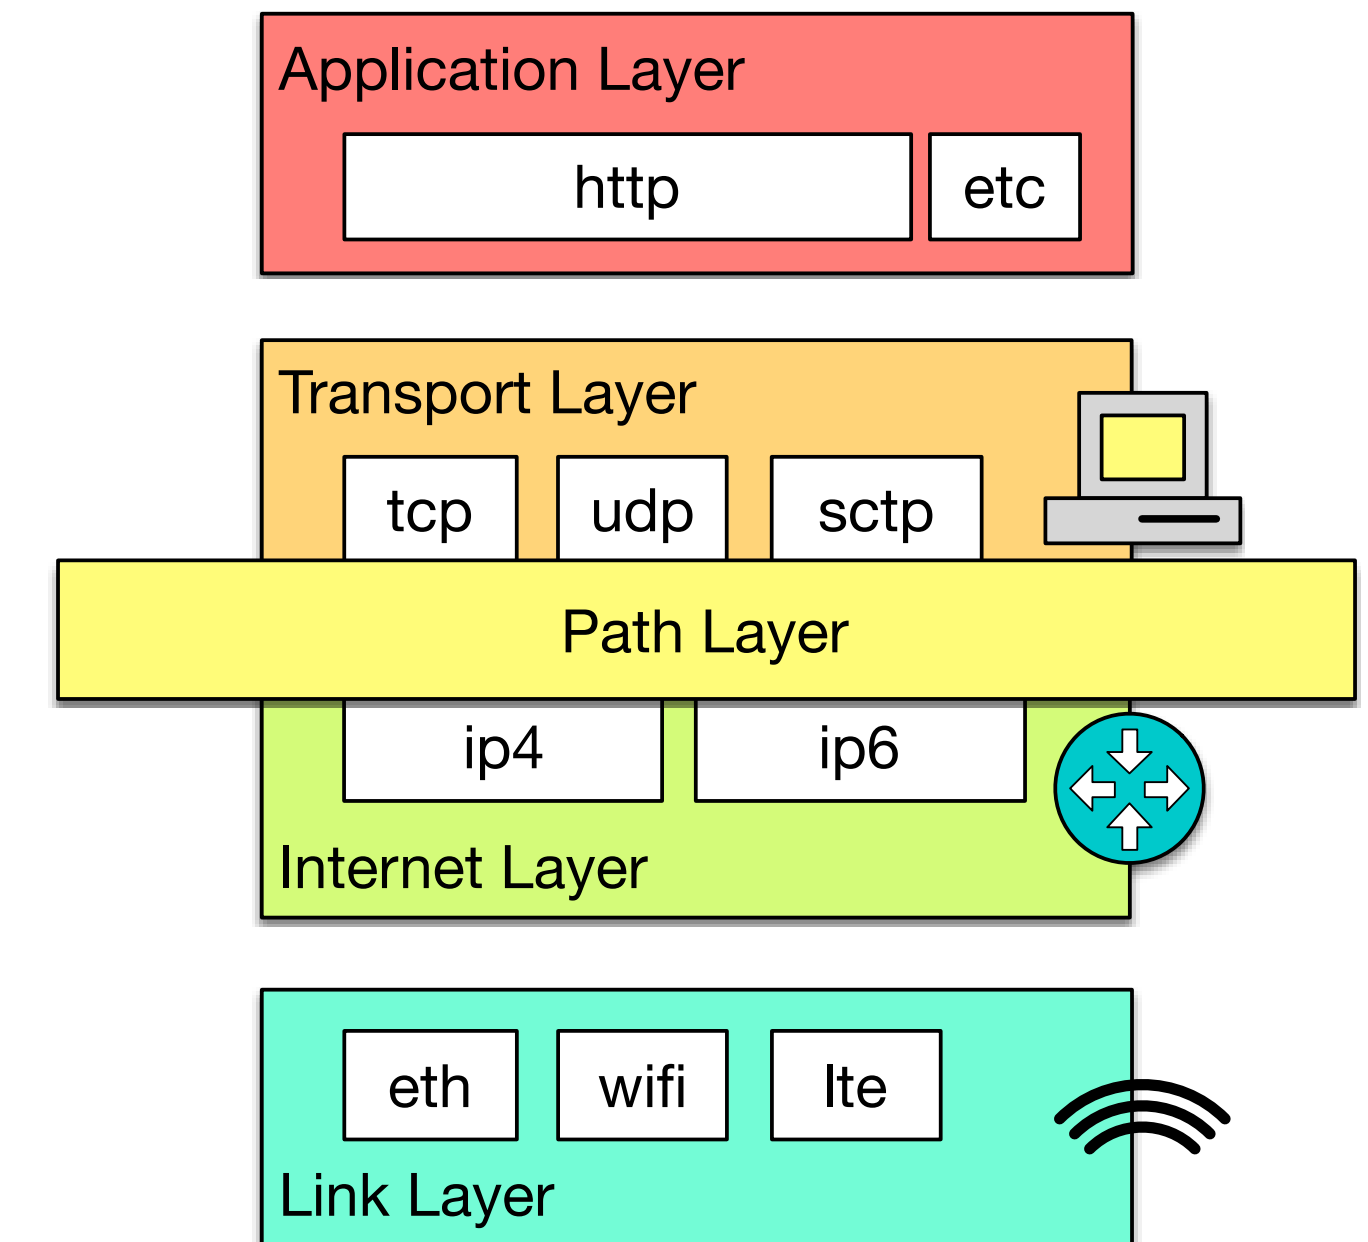 Application Layer
http etc
Transport Layer
tcp udp sctp
Path Layer
ip4 ip6
Internet Layer
eth wifi lte
Link Layer